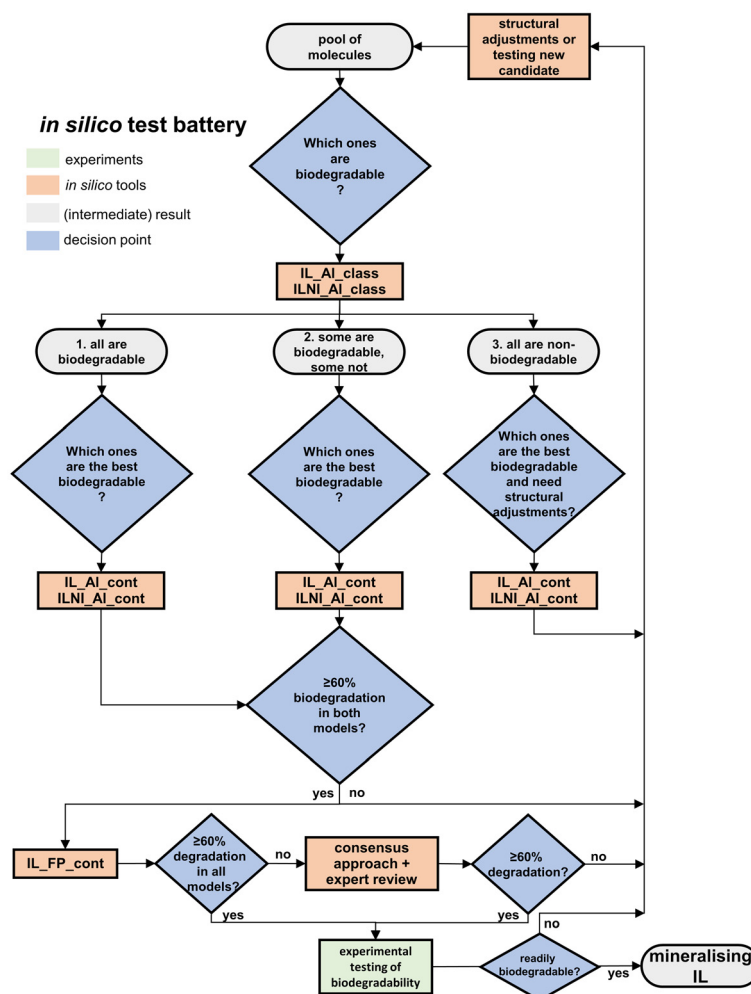 structural
adjustments or
testing new
candidate
pool of
molecules
in silico test battery
experiments
in silico tools
(intermediate) result
decision point
Which ones
are
biodegradable
?
IL_AI_class
ILNI_AI_class
1. all are
biodegradable
2. some are
biodegradable,
some not
3. all are non-
biodegradable
Which ones
are the best
biodegradable
?
Which ones
are the best
biodegradable
?
Which ones
are the best
biodegradable
and need
structural
adjustments?
IL_AI_cont
ILNI_AI_cont
IL_AI_cont
ILNI_AI_cont
IL_AI_cont
ILNI_AI_cont
≥60%
biodegradation
in both
models?
yes
no
IL_FP_cont
≥60%
degradation
in all
models?
no
consensus
approach +
expert review
≥60%
degradation?
no
yes
yes
no
experimental
testing of
biodegradability
readily
biodegradable?
yes
mineralising
IL